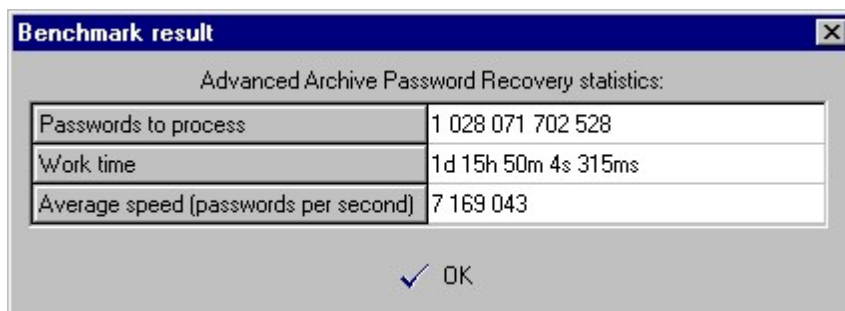 Benchmark result
Advanced Archive Password Recovery statistics:
Passwords to process 1 028 071 702 528
Work time 1d 15h 50m 4s 315ms
Average speed (passwords per second) 7 169 043
OK